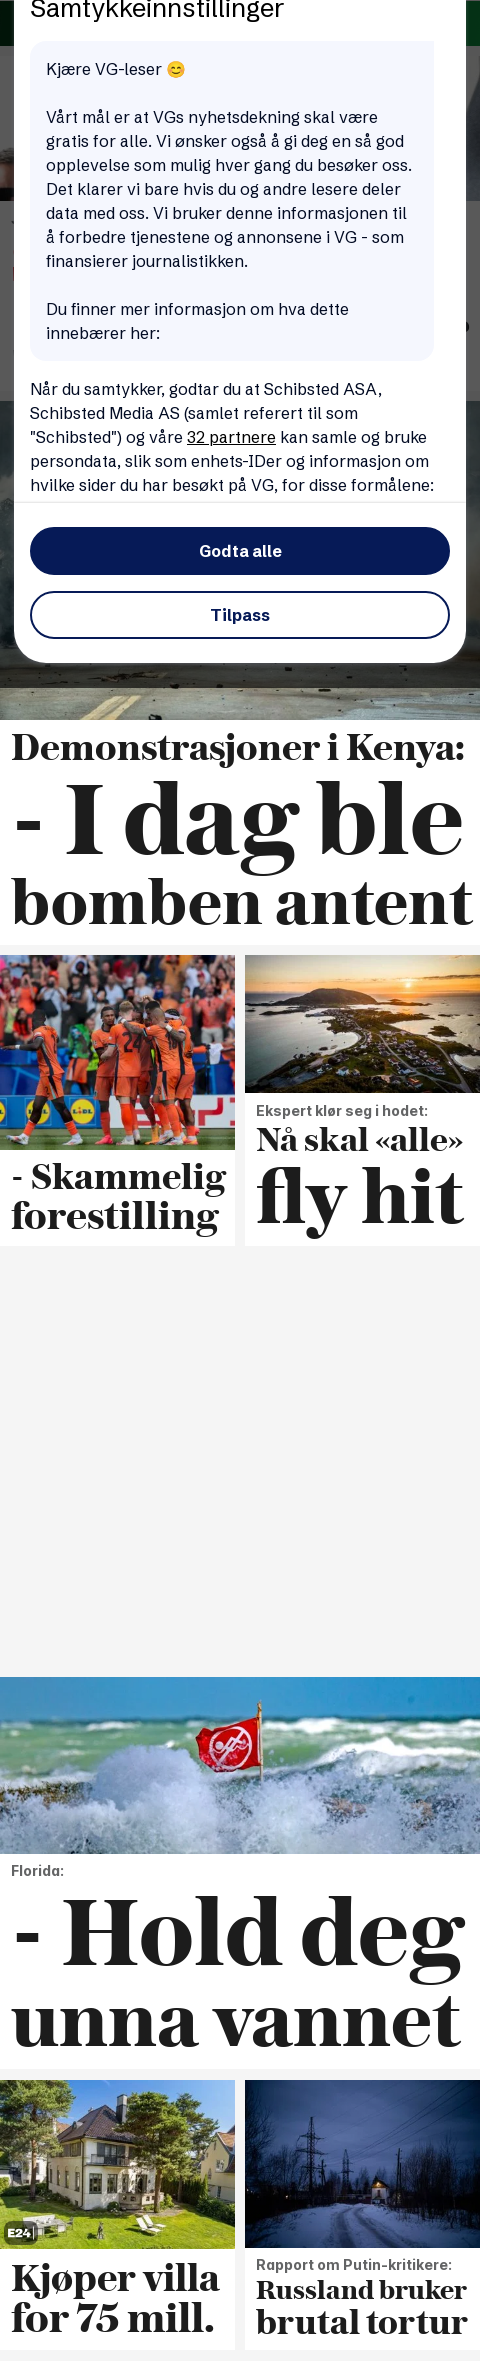 Samtykkeinnstillinger
Kjære VG-leser 😊
Vårt mål er at VGs nyhetsdekning skal være
gratis for alle. Vi ønsker også å gi deg en så god
opplevelse som mulig hver gang du besøker oss.
Det klarer vi bare hvis du og andre lesere deler
data med oss. Vi bruker denne informasjonen til
å forbedre tjenestene og annonsene i VG - som
finansierer journalistikken.
Du finner mer informasjon om hva dette
innebærer her:
Når du samtykker, godtar du at Schibsted ASA,
Schibsted Media AS (samlet referert til som
"Schibsted") og våre 32 partnere kan samle og bruke
persondata, slik som enhets-IDer og informasjon om
hvilke sider du har besøkt på VG, for disse formålene:
Godta alle
Tilpass
Demonstrasjoner i Kenya:
- I dag ble
bomben antent
LIDL
LIDL
- Skammelig
forestilling
Ekspert klør seg i hodet:
Nå skal «alle»
fly hit
Florida:
- Hold deg
unna vannet
E24
Kjøper villa
for 75 mill.
Rapport om Putin-kritikere:
Russland bruker
brutal tortur